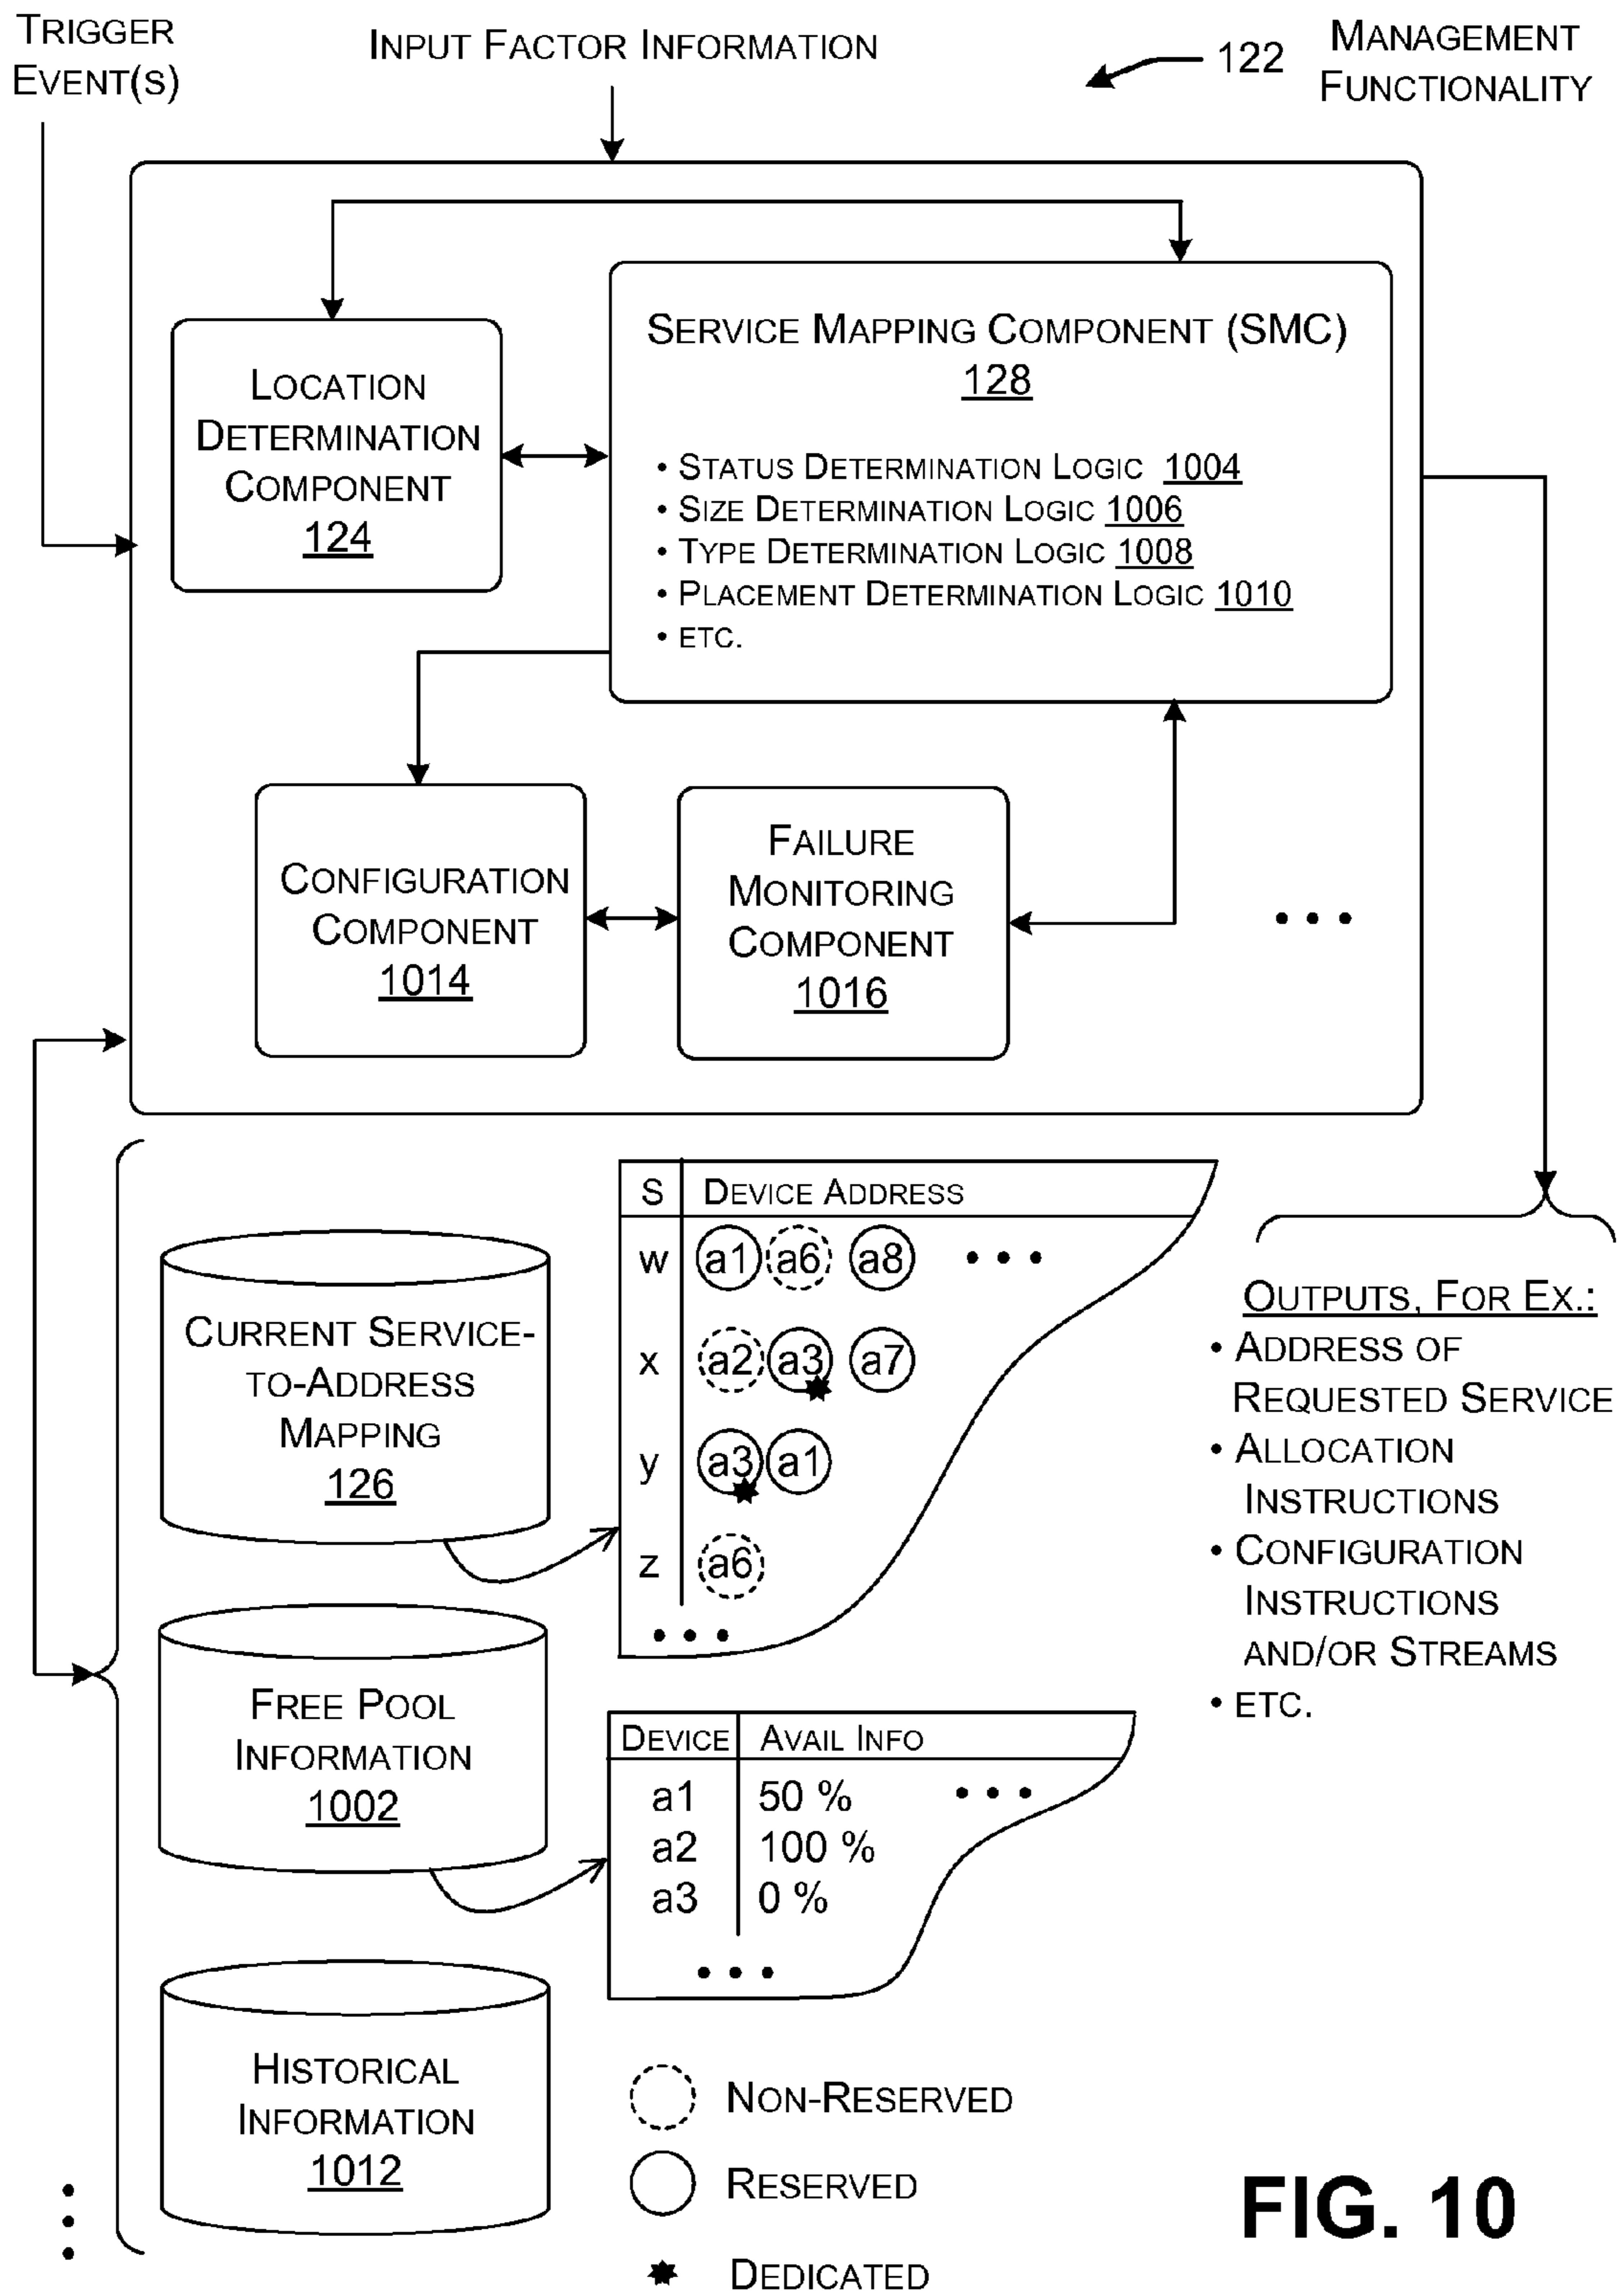 TRIGGER
EVENT(S)
INPUT FACTOR INFORMATION
122
MANAGEMENT
FUNCTIONALITY
LOCATION
DETERMINATION
COMPONENT
124
SERVICE MAPPING COMPONENT (SMC)
128
• STATUS DETERMINATION LOGIC 1004
• SIZE DETERMINATION LOGIC 1006
• TYPE DETERMINATION LOGIC 1008
• PLACEMENT DETERMINATION LOGIC 1010
• ETC.
CONFIGURATION
COMPONENT
1014
FAILURE
MONITORING
COMPONENT
1016
• • •
CURRENT SERVICE-
TO-ADDRESS
MAPPING
126
S DEVICE ADDRESS
w a1 a6 a8 • • •
x a2 a3 a7
y a3 a1
z a6
• • •
FREE POOL
INFORMATION
1002
DEVICE AVAIL INFO
a1 50 % • • •
a2 100 %
a3 0 %
• • •
HISTORICAL
INFORMATION
1012
NON-RESERVED
RESERVED
DEDICATED
OUTPUTS, FOR EX.:
• ADDRESS OF
REQUESTED SERVICE
• ALLOCATION
INSTRUCTIONS
• CONFIGURATION
INSTRUCTIONS
AND/OR STREAMS
• ETC.
FIG. 10